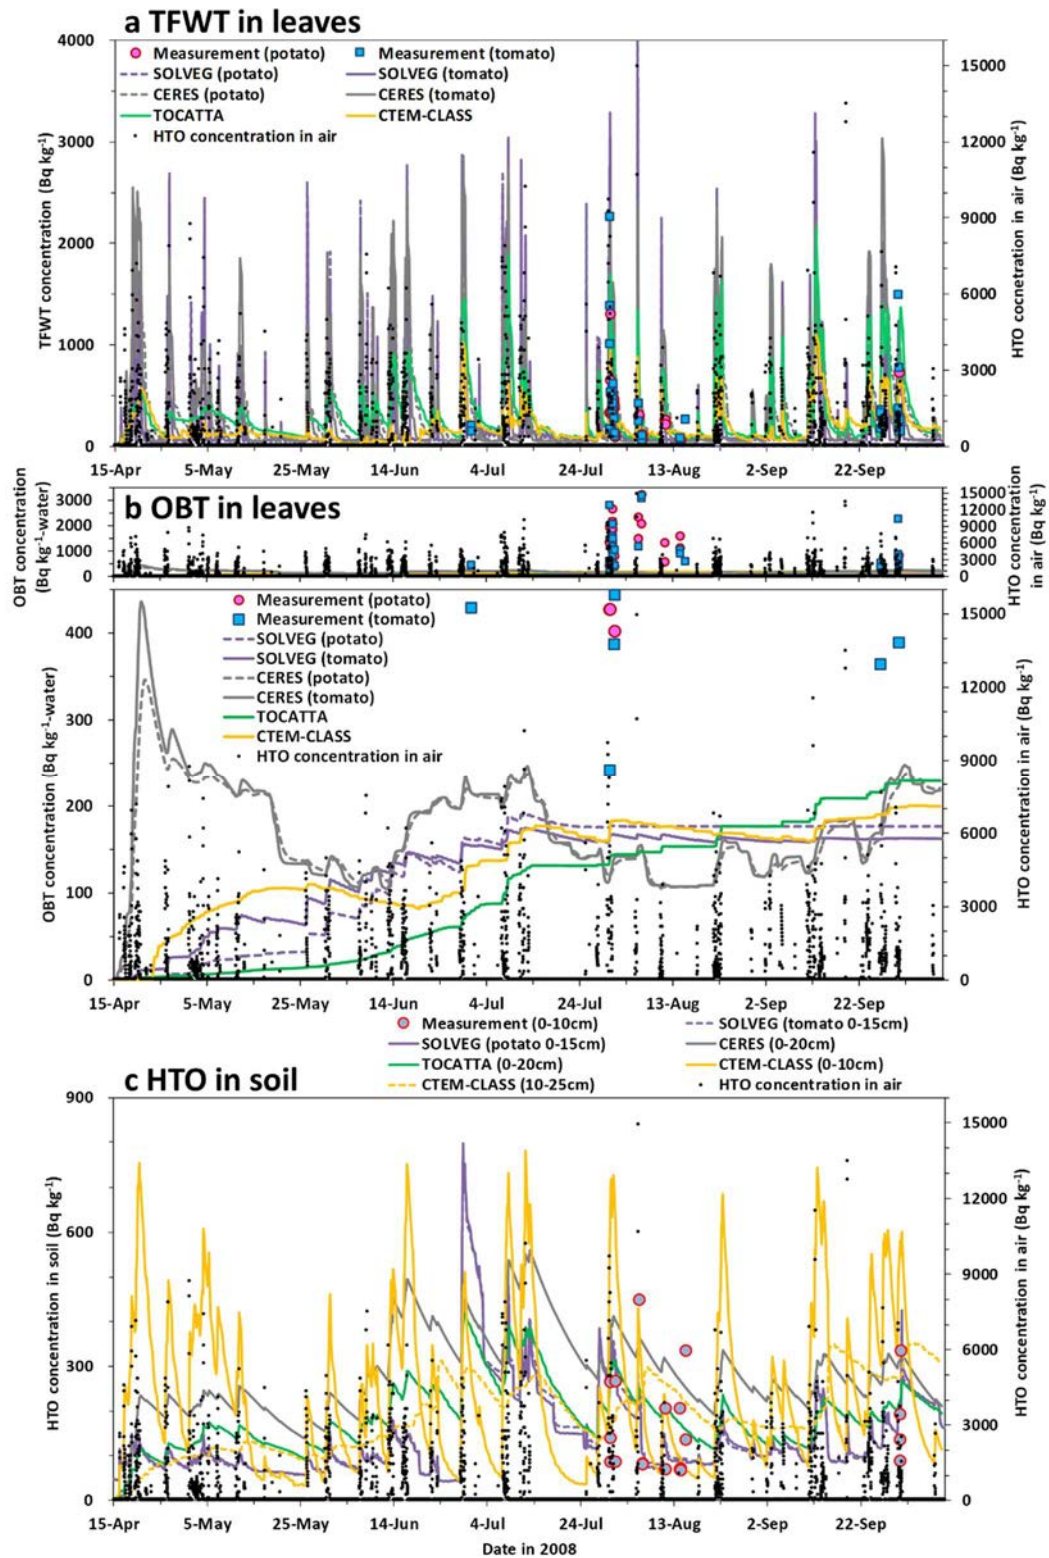 a TFWT in leaves
Measurement (potato) Measurement (tomato)
SOLVEG (potato) SOLVEG (tomato)
CERES (potato) CERES (tomato)
TOCATTA CTEM-CLASS
HTO concentration in air
TFWT concentration (Bq kg-1)
4000
3000
2000
1000
0
15000
12000
9000
6000
3000
0
HTO cocnetration in air (Bq kg-1)
15-Apr 5-May 25-May 14-Jun 4-Jul 24-Jul 13-Aug 2-Sep 22-Sep
b OBT in leaves
OBT concentration
(Bq kg-1-water)
3000
2000
1000
0
15000
12000
9000
6000
3000
0
HTO concentration
in air (Bq kg-1)
Measurement (potato)
Measurement (tomato)
SOLVEG (potato)
SOLVEG (tomato)
CERES (potato)
CERES (tomato)
TOCATTA
CTEM-CLASS
HTO concentration in air
OBT concentration (Bq kg-1-water)
400
300
200
100
0
15000
12000
9000
6000
3000
0
HTO concentration in air (Bq kg-1)
15-Apr 5-May 25-May 14-Jun 4-Jul 24-Jul 13-Aug 2-Sep 22-Sep
Measurement (0-10cm) SOLVEG (tomato 0-15cm)
SOLVEG (potato 0-15cm) CERES (0-20cm)
TOCATTA (0-20cm) CTEM-CLASS (0-10cm)
CTEM-CLASS (10-25cm) HTO concentration in air
c HTO in soil
HTO concentration in soil (Bq kg-1)
900
600
300
0
15000
12000
9000
6000
3000
0
HTO concentration in air (Bq kg-1)
15-Apr 5-May 25-May 14-Jun 4-Jul 24-Jul 13-Aug 2-Sep 22-Sep
Date in 2008